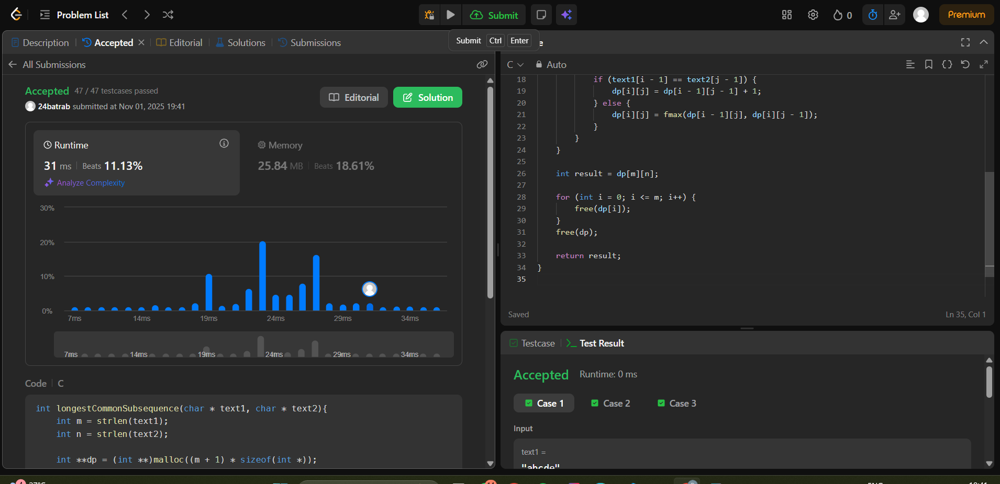 Problem List
Submit
0
Premium
Description
Accepted
Editorial
Solutions
Submissions
Submit Ctrl Enter
All Submissions
Accepted 47 / 47 testcases passed
24batrab submitted at Nov 01, 2025 19:41
Editorial
Solution
Runtime
31 ms Beats 11.13%
Analyze Complexity
Memory
25.84 MB Beats 18.61%
30%
20%
10%
0%
7ms 14ms 19ms 24ms 29ms 34ms
7ms 14ms 19ms 24ms 29ms 34ms
Code C
int longestCommonSubsequence(char * text1, char * text2){
    int m = strlen(text1);
    int n = strlen(text2);
    int **dp = (int **)malloc((m + 1) * sizeof(int *));
C Auto
18 if (text1[i - 1] == text2[j - 1]) {
19 dp[i][j] = dp[i - 1][j - 1] + 1;
20 } else {
21 dp[i][j] = fmax(dp[i - 1][j], dp[i][j - 1]);
22 }
23 }
24 }
25
26 int result = dp[m][n];
27
28 for (int i = 0; i <= m; i++) {
29 free(dp[i]);
30 }
31 free(dp);
32
33 return result;
34 }
35
Saved
Ln 35, Col 1
Testcase
Test Result
Accepted Runtime: 0 ms
Case 1 Case 2 Case 3
Input
text1 =
"abcde"